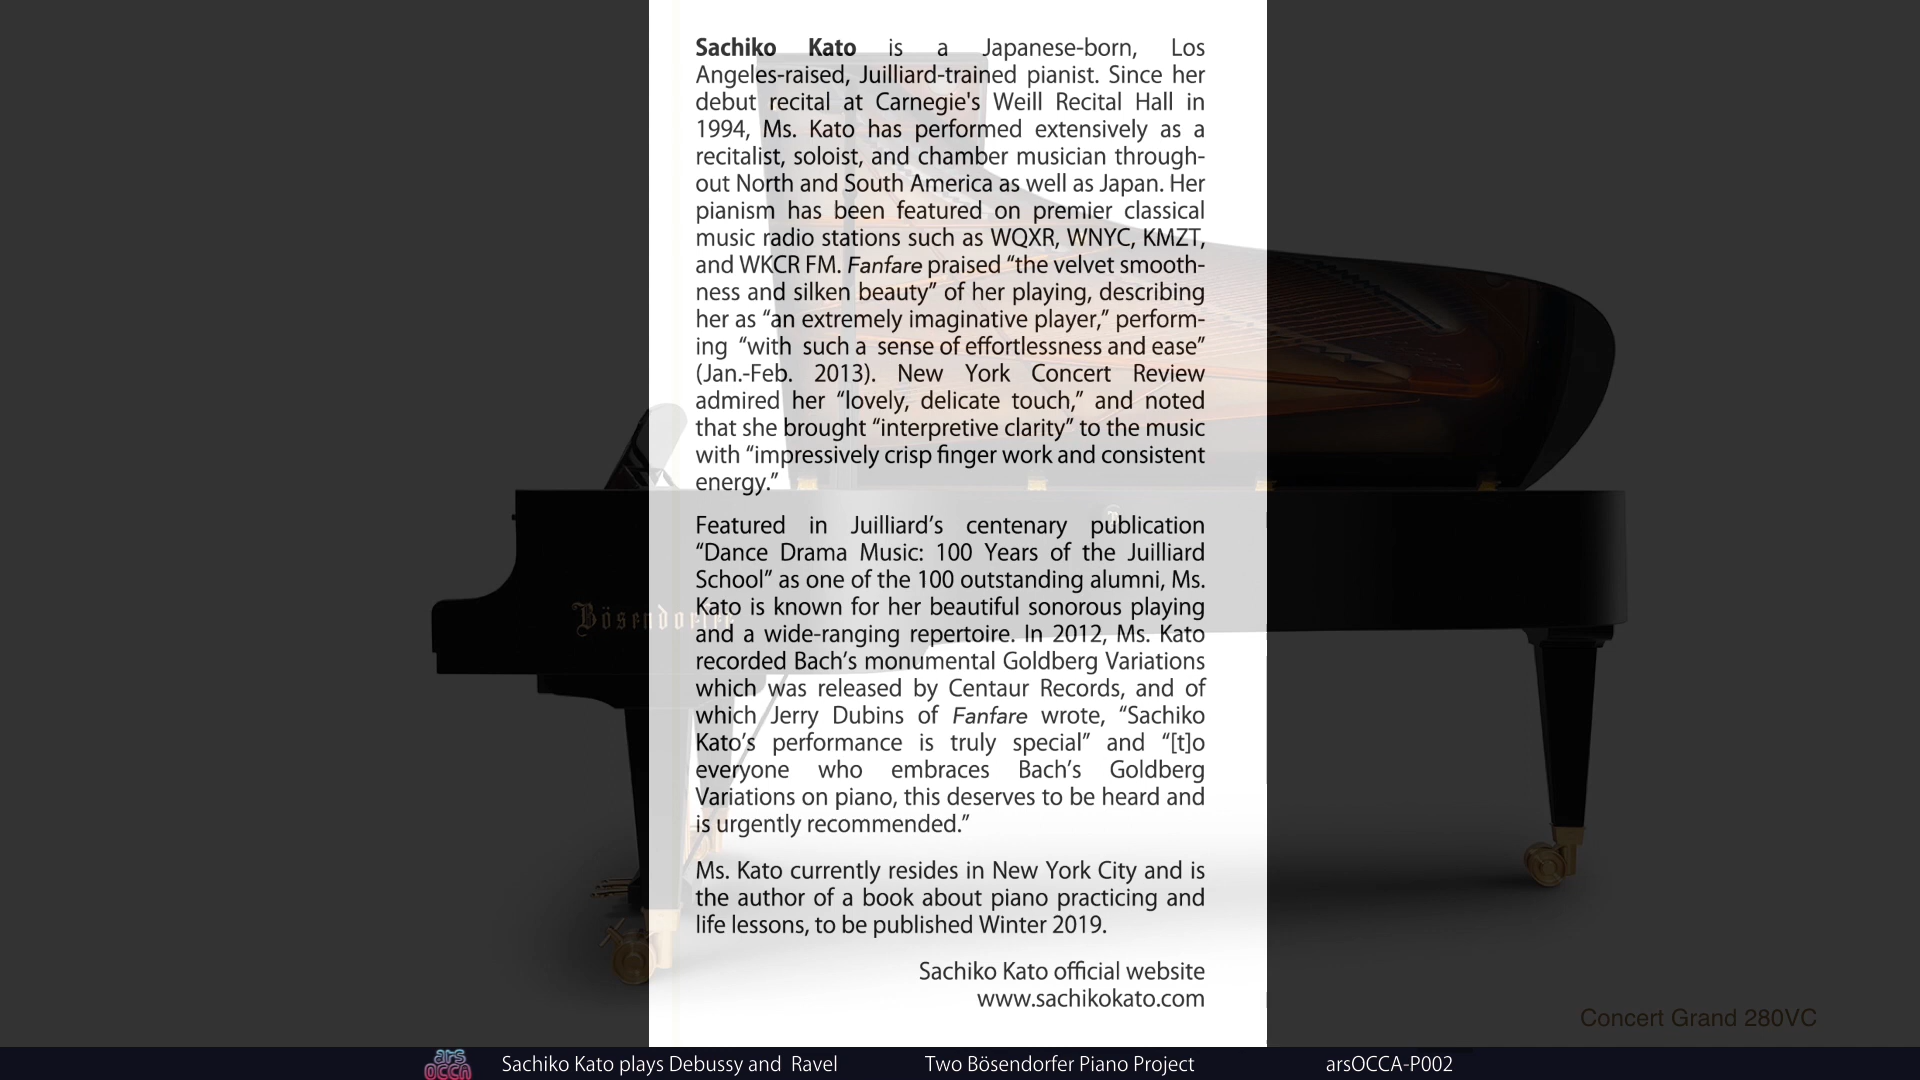 Sachiko Kato is a Japanese-born, Los
Angeles-raised, Juilliard-trained pianist. Since her
debut recital at Carnegie's Weill Recital Hall in
1994, Ms. Kato has performed extensively as a
recitalist, soloist, and chamber musician through-
out North and South America as well as Japan. Her
pianism has been featured on premier classical
music radio stations such as WQXR, WNYC, KMZT,
and WKCR FM. Fanfare praised “the velvet smooth-
ness and silken beauty” of her playing, describing
her as “an extremely imaginative player,” perform-
ing “with such a sense of effortlessness and ease”
(Jan.-Feb. 2013). New York Concert Review
admired her “lovely, delicate touch,” and noted
that she brought “interpretive clarity” to the music
with “impressively crisp finger work and consistent
energy.”
Featured in Juilliard’s centenary publication
“Dance Drama Music: 100 Years of the Juilliard
School” as one of the 100 outstanding alumni, Ms.
Kato is known for her beautiful sonorous playing
and a wide-ranging repertoire. In 2012, Ms. Kato
recorded Bach’s monumental Goldberg Variations
which was released by Centaur Records, and of
which Jerry Dubins of Fanfare wrote, “Sachiko
Kato’s performance is truly special” and “[t]o
everyone who embraces Bach’s Goldberg
Variations on piano, this deserves to be heard and
is urgently recommended.”
Ms. Kato currently resides in New York City and is
the author of a book about piano practicing and
life lessons, to be published Winter 2019.
Sachiko Kato official website
www.sachikokato.com
Bösendorfer
Concert Grand 280VC
ars OCCA
Sachiko Kato plays Debussy and Ravel
Two Bösendorfer Piano Project
arsOCCA-P002